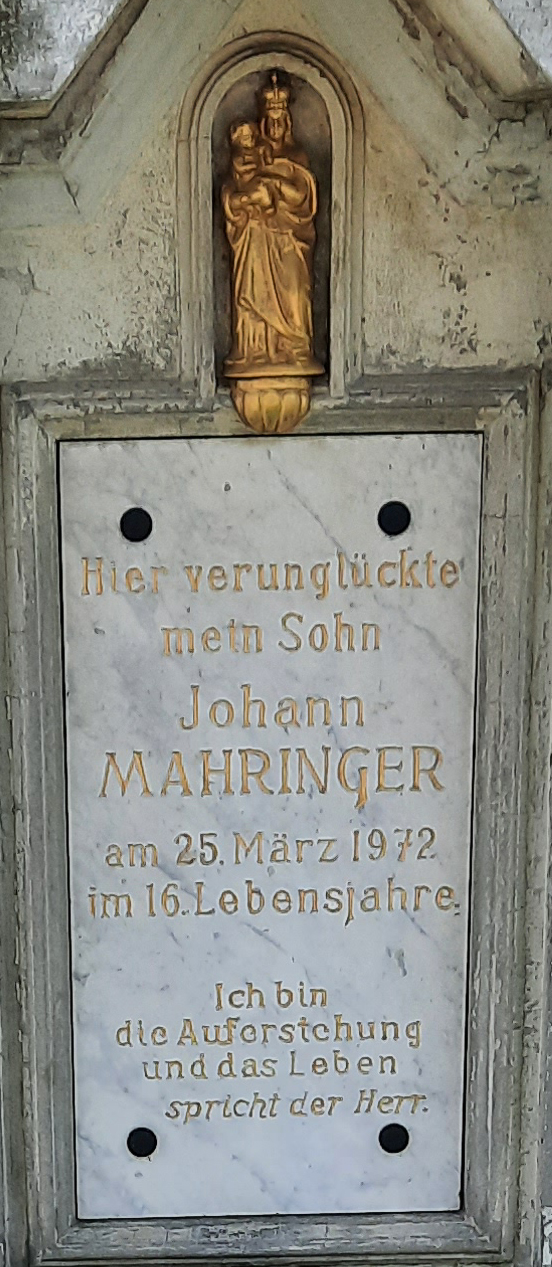 Hier verunglückte
mein Sohn
Johann
MAHRINGER
am 25. März 1972
im 16. Lebensjahre.
Ich bin
die Auferstehung
und das Leben
spricht der Herr.